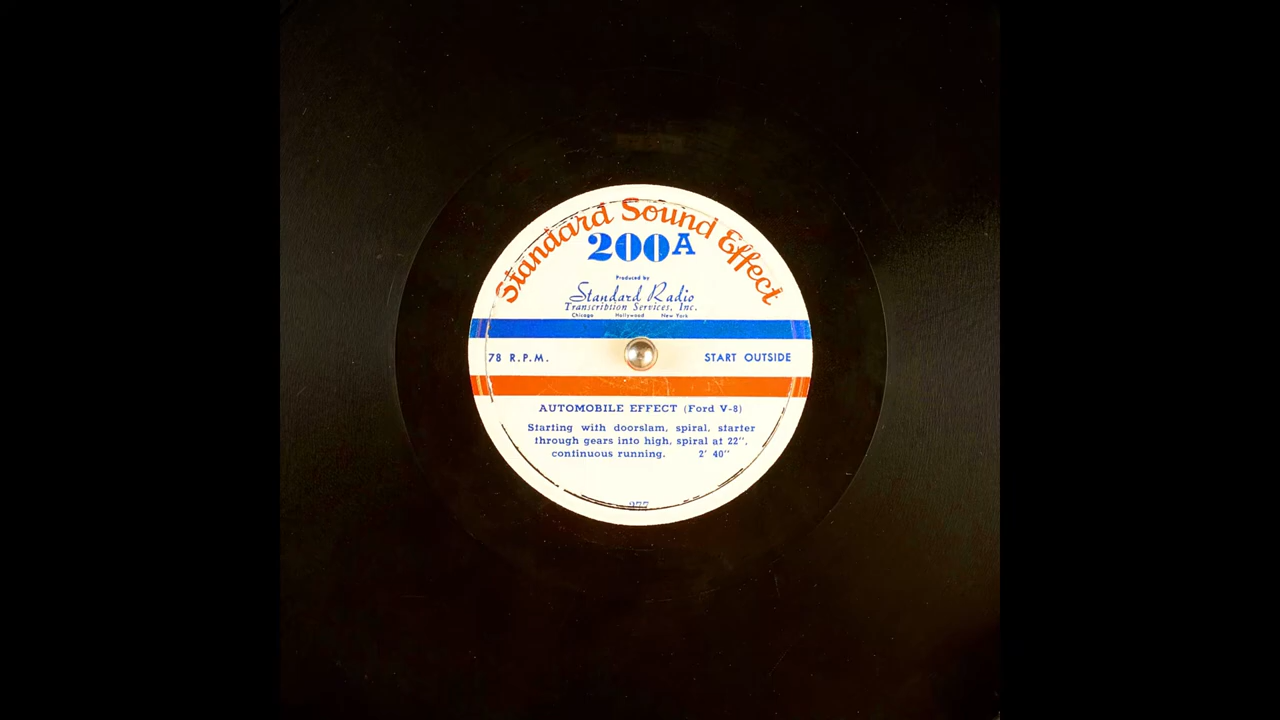 Standard Sound Effect
200A
Produced by
Standard Radio
Transcription Services, Inc.
Chicago Hollywood New York
78 R.P.M. START OUTSIDE
AUTOMOBILE EFFECT (Ford V-8)
Starting with doorslam, spiral, starter
through gears into high, spiral at 22".
continuous running. 2' 40"
277